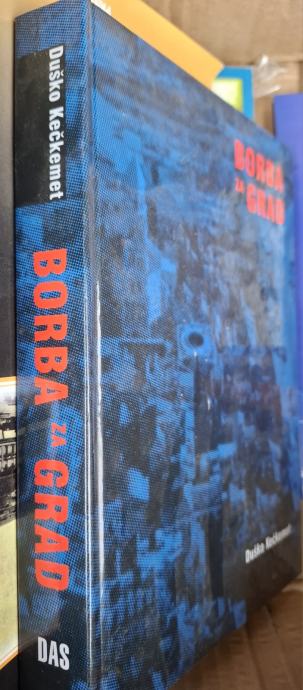 Duško Kečkemet
BORBA ZA GRAD
DAS
BORBA
ZA
GRAD
Duško Kečkemet